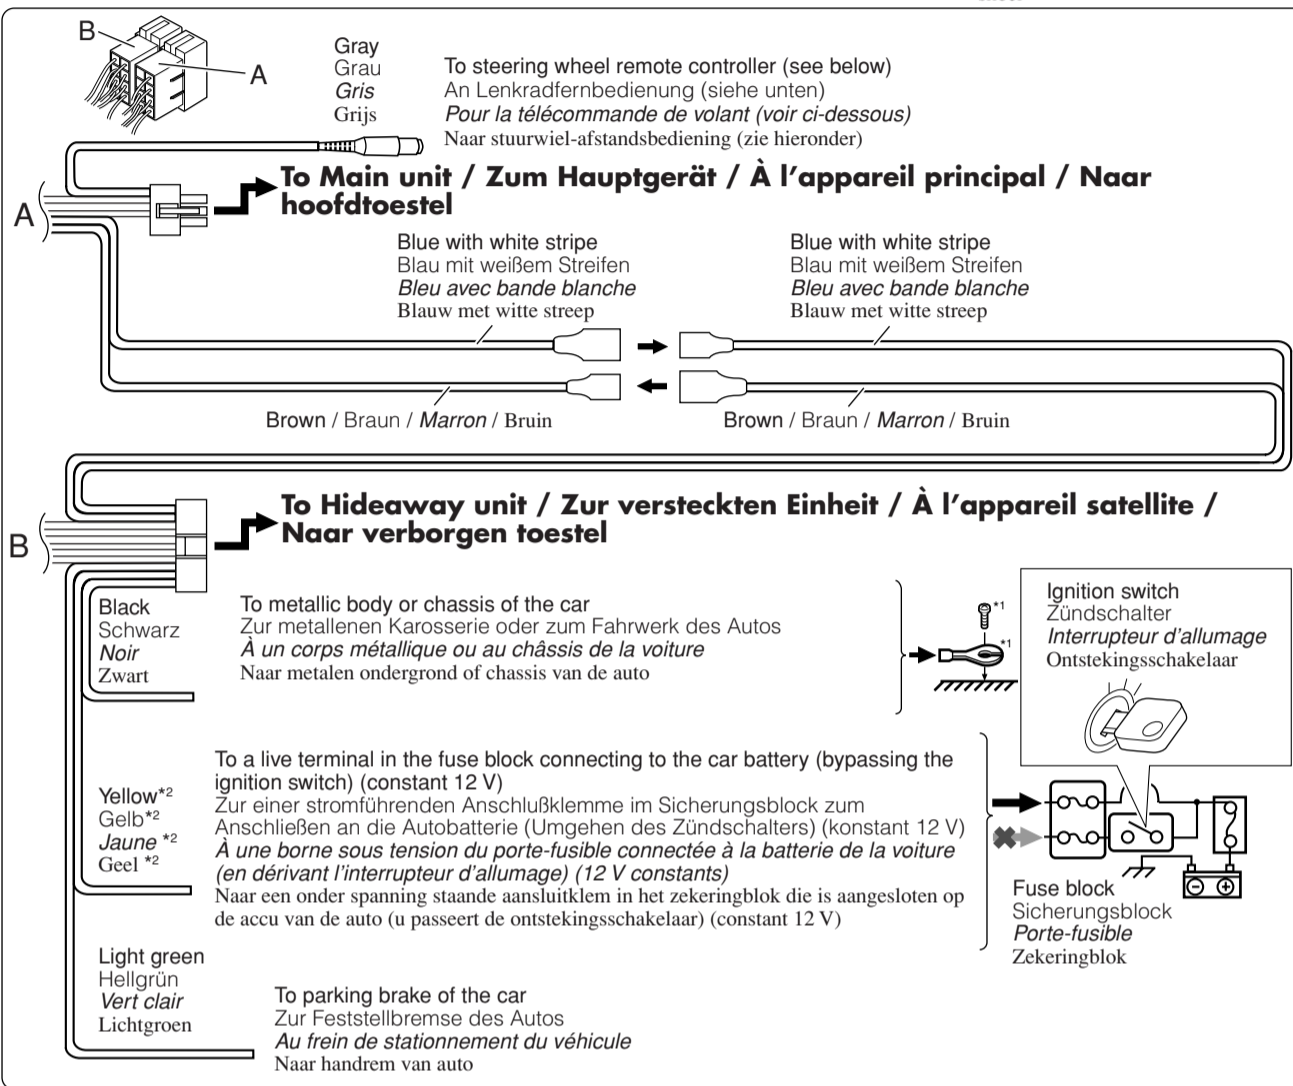 B
A
Gray
Grau
Gris
Grijs
To steering wheel remote controller (see below)
An Lenkradfernbedienung (siehe unten)
Pour la télécommande de volant (voir ci-dessous)
Naar stuurwiel-afstandsbediening (zie hieronder)
A
To Main unit / Zum Hauptgerät / À l'appareil principal / Naar
hoofdtoestel
Blue with white stripe
Blau mit weißem Streifen
Bleu avec bande blanche
Blauw met witte streep
Blue with white stripe
Blau mit weißem Streifen
Bleu avec bande blanche
Blauw met witte streep
Brown / Braun / Marron / Bruin
Brown / Braun / Marron / Bruin
B
To Hideaway unit / Zur versteckten Einheit / À l'appareil satellite /
Naar verborgen toestel
Black
Schwarz
Noir
Zwart
To metallic body or chassis of the car
Zur metallenen Karosserie oder zum Fahrwerk des Autos
À un corps métallique ou au châssis de la voiture
Naar metalen ondergrond of chassis van de auto
*1
*1
Ignition switch
Zündschalter
Interrupteur d'allumage
Ontstekingsschakelaar
Yellow*2
Gelb*2
Jaune *2
Geel *2
To a live terminal in the fuse block connecting to the car battery (bypassing the
ignition switch) (constant 12 V)
Zur einer stromführenden Anschlußklemme im Sicherungsblock zum
Anschließen an die Autobatterie (Umgehen des Zündschalters) (konstant 12 V)
À une borne sous tension du porte-fusible connectée à la batterie de la voiture
(en dérivant l'interrupteur d'allumage) (12 V constants)
Naar een onder spanning staande aansluitklem in het zekeringblok die is aangesloten op
de accu van de auto (u passeert de ontstekingsschakelaar) (constant 12 V)
Fuse block
Sicherungsblock
Porte-fusible
Zekeringblok
Light green
Hellgrün
Vert clair
Lichtgroen
To parking brake of the car
Zur Feststellbremse des Autos
Au frein de stationnement du véhicule
Naar handrem van auto